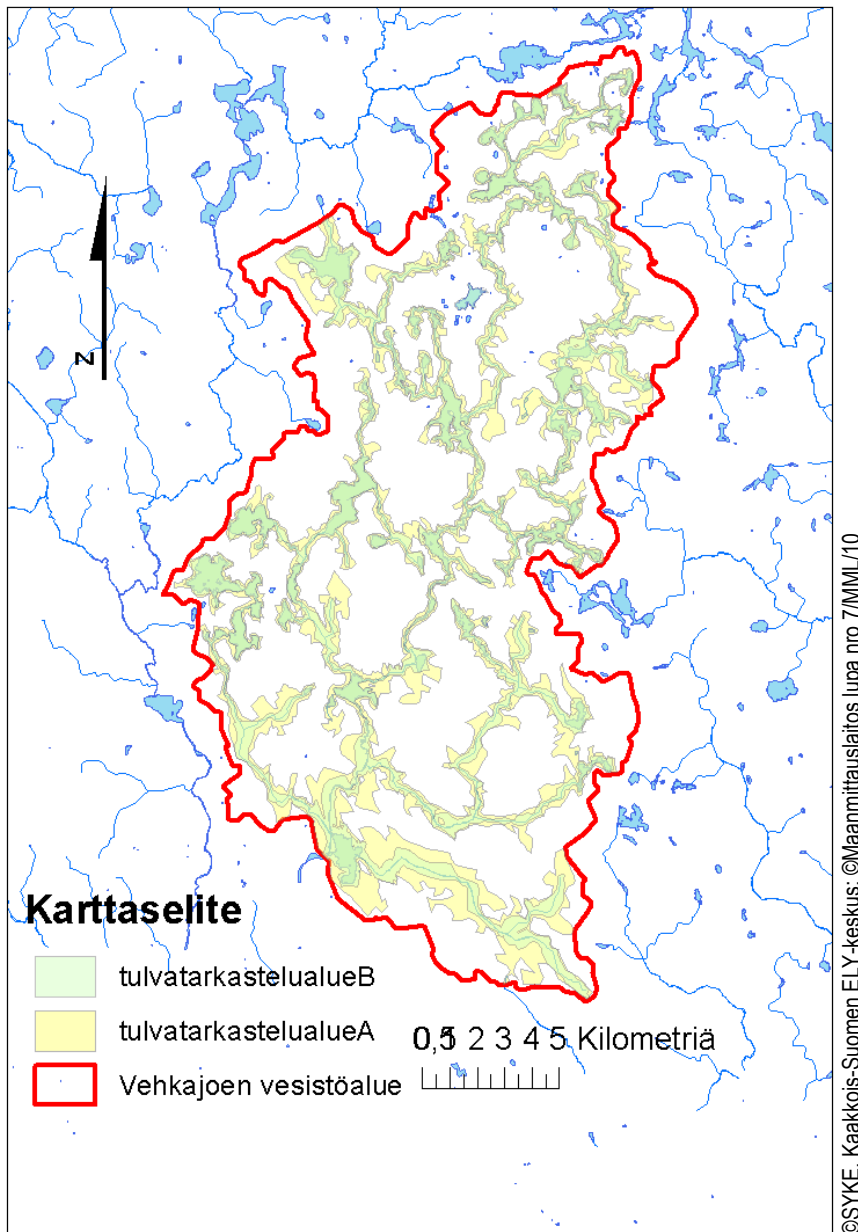 N
Karttaselite
tulvatarkastelualueB
tulvatarkastelualueA
Vehkajoen vesistöalue
0,5 1 2 3 4 5 Kilometriä
©SYKE, Kaakkois-Suomen ELY-keskus; ©Maanmittauslaitos lupa nro 7/MML/10